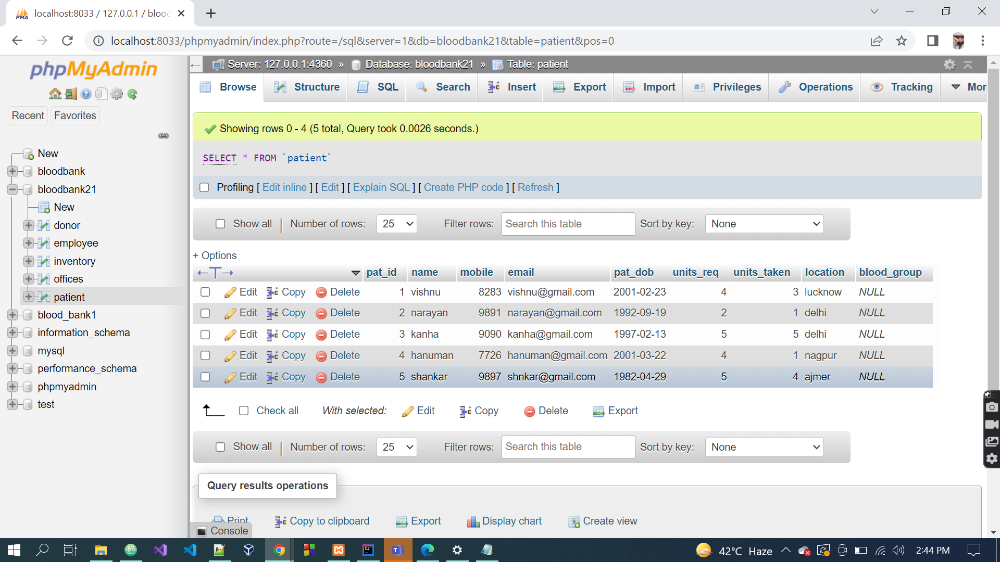 localhost:8033 / 127.0.0.1 / blood
localhost:8033/phpmyadmin/index.php?route=/sql&server=1&db=bloodbank21&table=patient&pos=0
phpMyAdmin
Recent Favorites
New
bloodbank
bloodbank21
New
donor
employee
inventory
offices
patient
blood_bank1
information_schema
mysql
performance_schema
phpmyadmin
test
Server: 127.0.0.1:4360 » Database: bloodbank21 » Table: patient
Browse Structure SQL Search Insert Export Import Privileges Operations Tracking Mor
Showing rows 0 - 4 (5 total, Query took 0.0026 seconds.)
SELECT * FROM `patient`
Profiling [ Edit inline ] [ Edit ] [ Explain SQL ] [ Create PHP code ] [ Refresh ]
Show all | Number of rows: 25 Filter rows: Search this table Sort by key: None
+ Options
←T→ pat_id name mobile email pat_dob units_req units_taken location blood_group
Edit Copy Delete 1 vishnu 8283 vishnu@gmail.com 2001-02-23 4 3 lucknow NULL
Edit Copy Delete 2 narayan 9891 narayan@gmail.com 1992-09-19 2 1 delhi NULL
Edit Copy Delete 3 kanha 9090 kanha@gmail.com 1997-02-13 5 5 delhi NULL
Edit Copy Delete 4 hanuman 7726 hanuman@gmail.com 2001-03-22 4 1 nagpur NULL
Edit Copy Delete 5 shankar 9897 shnkar@gmail.com 1982-04-29 5 4 ajmer NULL
Check all With selected: Edit Copy Delete Export
Show all | Number of rows: 25 Filter rows: Search this table Sort by key: None
Query results operations
Print Copy to clipboard Export Display chart Create view
Console
42°C Haze 2:44 PM